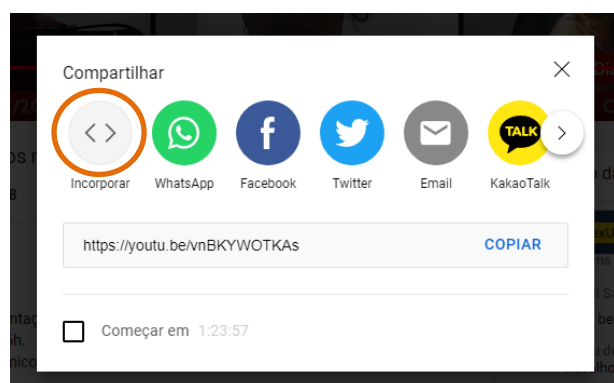 Compartilhar
Incorporar
WhatsApp
Facebook
Twitter
Email
TALK
KakaoTalk
https://youtu.be/vnBKYWOTKAs
COPIAR
Começar em 1:23:57